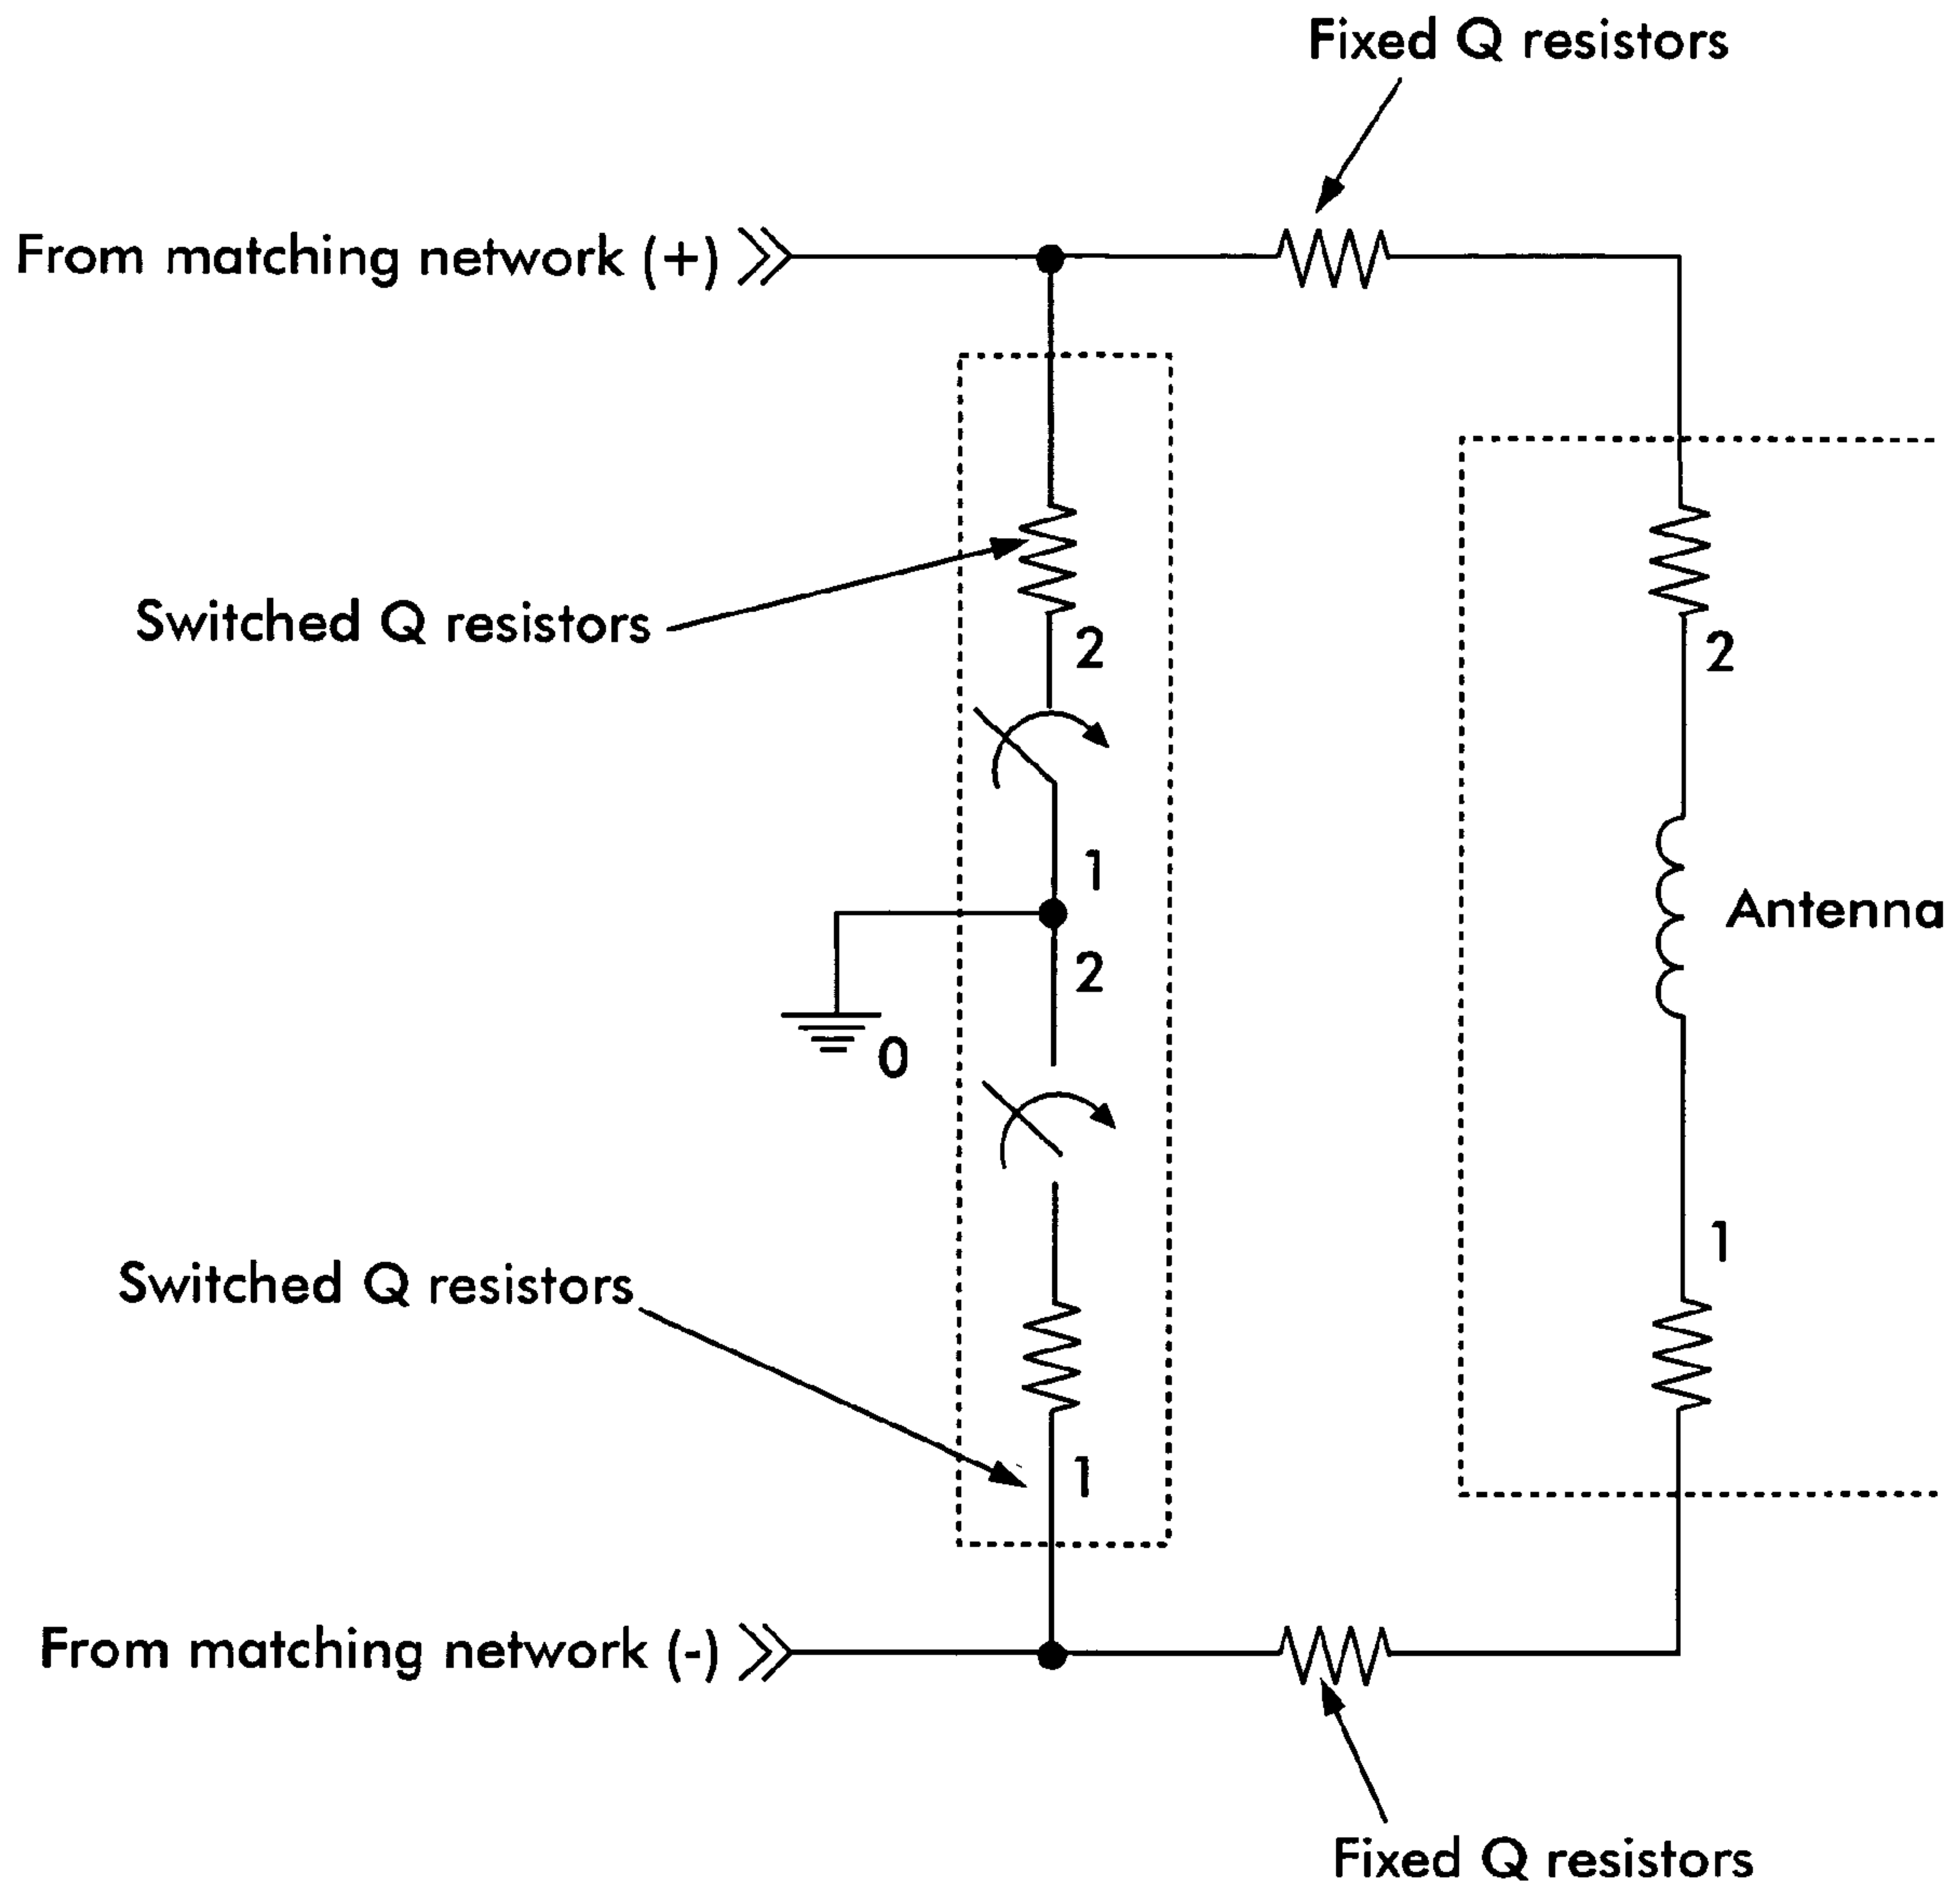 Fixed Q resistors
From matching network (+)
Switched Q resistors
2
2
1
Antenna
2
0
1
Switched Q resistors
1
From matching network (-)
Fixed Q resistors